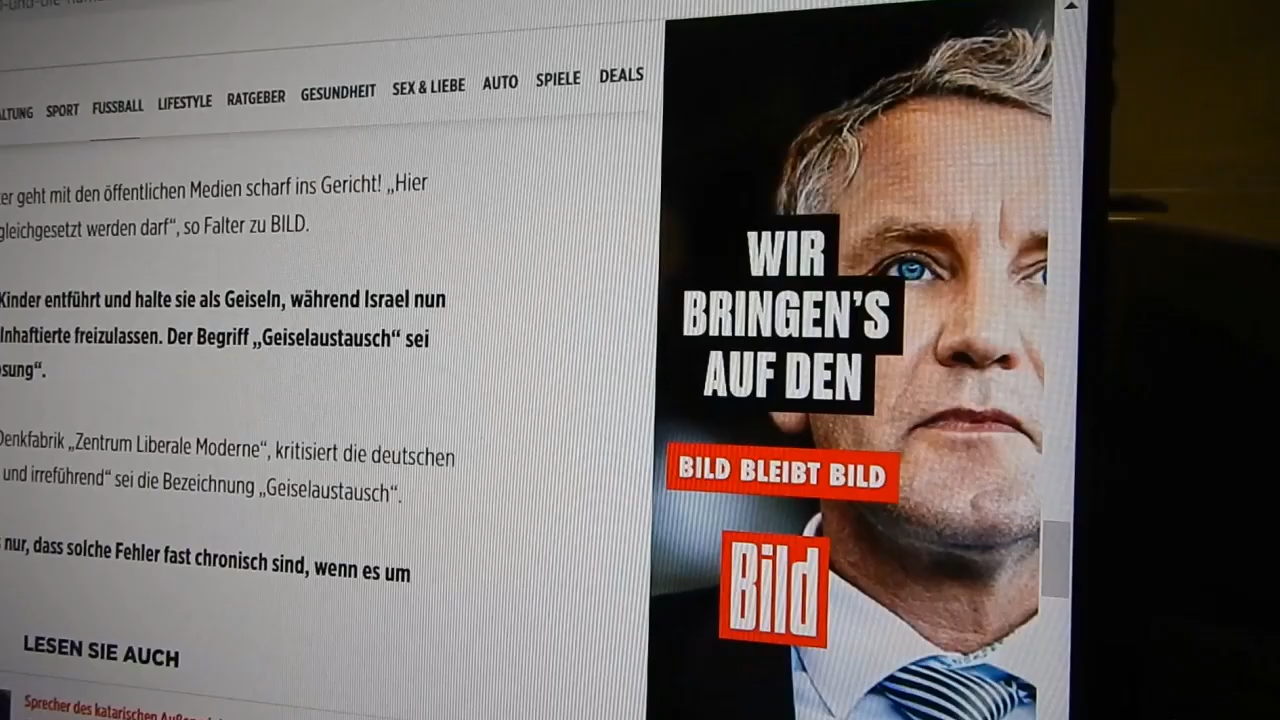 SPORT FUSSBALL LIFESTYLE RATGEBER GESUNDHEIT SEX & LIEBE AUTO SPIELE DEALS
geht mit den öffentlichen Medien scharf ins Gericht! „Hier
gleichgesetzt werden darf“, so Falter zu BILD.
Kinder entführt und halte sie als Geiseln, während Israel nun
Inhaftierte freizulassen. Der Begriff „Geiselaustausch“ sei
sung“.
Denkfabrik „Zentrum Liberale Moderne“, kritisiert die deutschen
und irreführend“ sei die Bezeichnung „Geiselaustausch“.
nur, dass solche Fehler fast chronisch sind, wenn es um
LESEN SIE AUCH
Sprecher des katarischen
WIR
BRINGEN'S
AUF DEN
BILD BLEIBT BILD
Bild